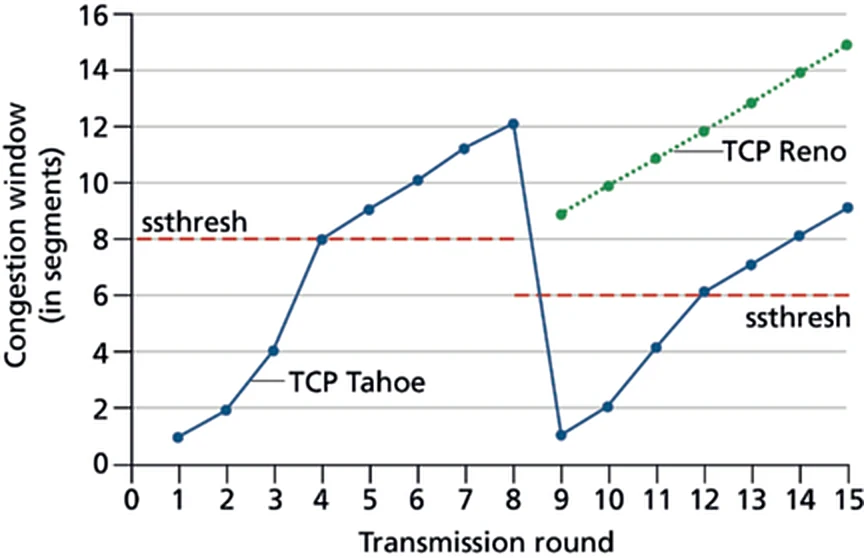 16
14
12
10
8
6
4
2
0
Congestion window
(in segments)
ssthresh
TCP Reno
ssthresh
TCP Tahoe
0 1 2 3 4 5 6 7 8 9 10 11 12 13 14 15
Transmission round